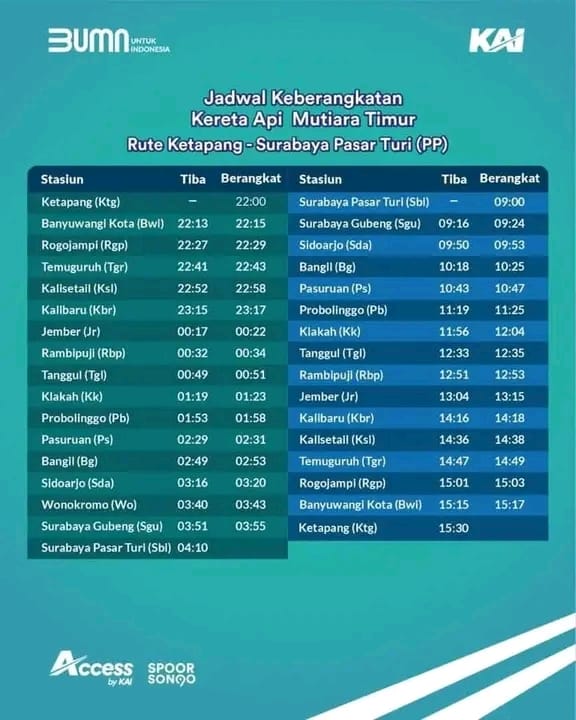 BUMN UNTUK INDONESIA
KAI
Jadwal Keberangkatan
Kereta Api Mutiara Timur
Rute Ketapang - Surabaya Pasar Turi (PP)
Stasiun Tiba Berangkat
Ketapang (Ktg) – 22:00
Banyuwangi Kota (Bwi) 22:13 22:15
Rogojampi (Rgp) 22:27 22:29
Temuguruh (Tgr) 22:41 22:43
Kalisetail (Ksl) 22:52 22:58
Kalibaru (Kbr) 23:15 23:17
Jember (Jr) 00:17 00:22
Rambipuji (Rbp) 00:32 00:34
Tanggul (Tgl) 00:49 00:51
Klakah (Kk) 01:19 01:23
Probolinggo (Pb) 01:53 01:58
Pasuruan (Ps) 02:29 02:31
Bangil (Bg) 02:49 02:53
Sidoarjo (Sda) 03:16 03:20
Wonokromo (Wo) 03:40 03:43
Surabaya Gubeng (Sgu) 03:51 03:55
Surabaya Pasar Turi (Sbi) 04:10
Stasiun Tiba Berangkat
Surabaya Pasar Turi (Sbi) – 09:00
Surabaya Gubeng (Sgu) 09:16 09:24
Sidoarjo (Sda) 09:50 09:53
Bangil (Bg) 10:18 10:25
Pasuruan (Ps) 10:43 10:47
Probolinggo (Pb) 11:19 11:25
Klakah (Kk) 11:56 12:04
Tanggul (Tgl) 12:33 12:35
Rambipuji (Rbp) 12:51 12:53
Jember (Jr) 13:04 13:15
Kalibaru (Kbr) 14:16 14:18
Kalisetail (Ksl) 14:36 14:38
Temuguruh (Tgr) 14:47 14:49
Rogojampi (Rgp) 15:01 15:03
Banyuwangi Kota (Bwi) 15:15 15:17
Ketapang (Ktg) 15:30
Access
by KAI
SPOOR
SONGO